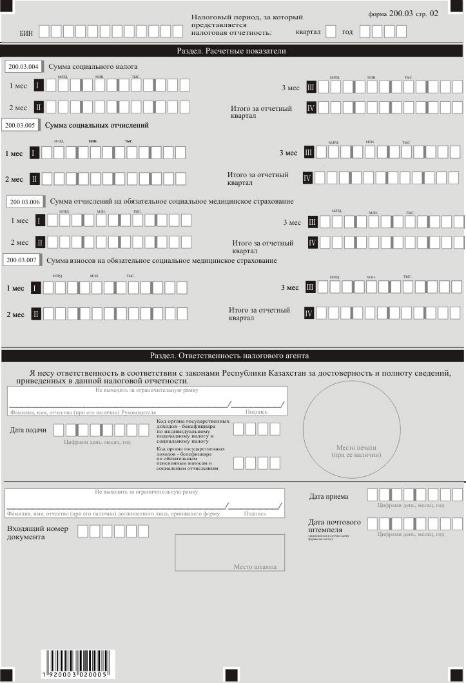 форма 200.03 стр. 02
БИН
Налоговый период, за который
представляется
налоговая отчетность:
квартал
год
Раздел. Расчетные показатели
200.03.004 Сумма социального налога
млрд. млн. тыс.
1 мес I
3 мес III
2 мес II
Итого за отчетный
квартал
IV
200.03.005 Сумма социальных отчислений
млрд. млн. тыс.
1 мес I
3 мес III
2 мес II
Итого за отчетный
квартал
IV
200.03.006 Сумма отчислений на обязательное социальное медицинское страхование
млрд. млн. тыс.
1 мес I
3 мес III
2 мес II
Итого за отчетный
квартал
IV
200.03.007 Сумма взносов на обязательное социальное медицинское страхование
млрд. млн. тыс.
1 мес I
3 мес III
2 мес II
Итого за отчетный
квартал
IV
Раздел. Ответственность налогового агента
Я несу ответственность в соответствии с законами Республики Казахстан за достоверность и полноту сведений,
приведенных в данной налоговой отчетности.
Не выходить за ограничительную рамку
Фамилия, имя, отчество (при его наличии) Руководителя
Подпись
Дата подачи
Цифрами день, месяц, год
Код органа государственных
доходов - бенефициара
по индивидуальному
подоходному налогу и
социальному налогу
Код органа государственных
доходов - бенефициара
по обязательным
пенсионным взносам и
социальным отчислениям
Место печати
(при ее наличии)
Не выходить за ограничительную рамку
Фамилия, имя, отчество (при его наличии) должностного лица, принявшего форму
Подпись
Дата приема
Цифрами день, месяц, год
Входящий номер
документа
Дата почтового
штемпеля
Цифрами день, месяц, год
Место штампа
1920003020005